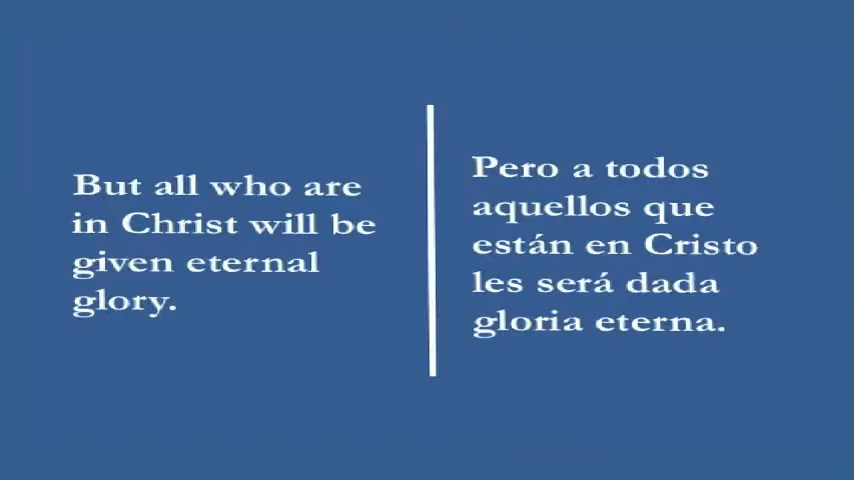 But all who are
in Christ will be
given eternal
glory.
Pero a todos
aquellos que
están en Cristo
les será dada
gloria eterna.